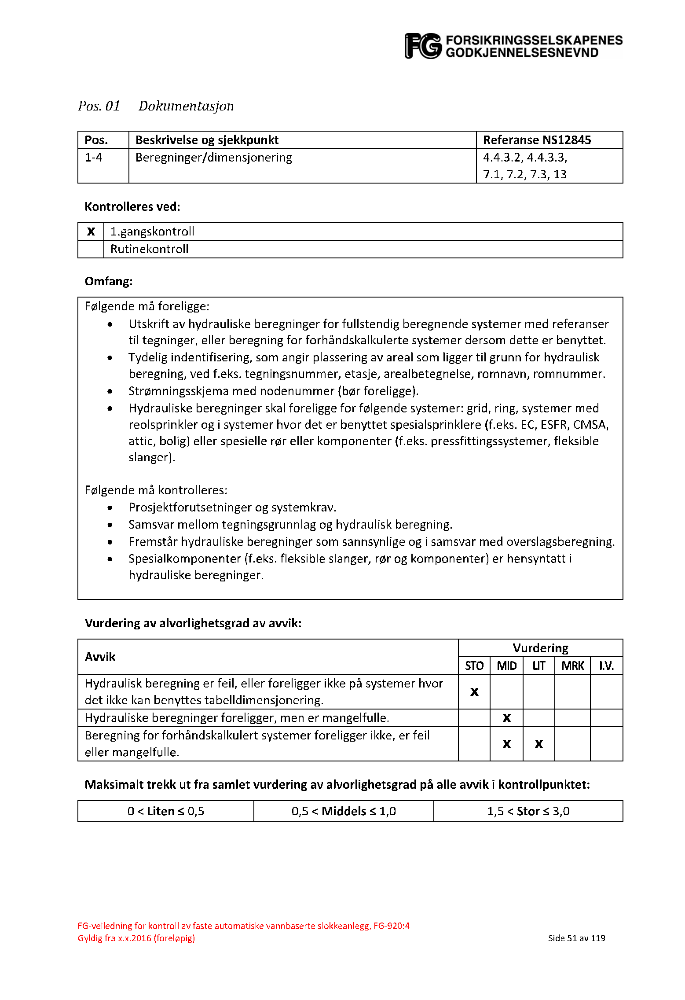 FG FORSIKRINGSSELSKAPENES
GODKJENNELSESNEVND
Pos. 01 Dokumentasjon
Pos. Beskrivelse og sjekkpunkt Referanse NS12845
1-4 Beregninger/dimensjonering 4.4.3.2, 4.4.3.3,
7.1, 7.2, 7.3, 13
Kontrolleres ved:
X 1.gangskontroll
Rutinekontroll
Omfang:
Følgende må foreligge:
• Utskrift av hydrauliske beregninger for fullstendig beregnende systemer med referanser
til tegninger, eller beregning for forhåndskalkulerte systemer dersom dette er benyttet.
• Tydelig indentifisering, som angir plassering av areal som ligger til grunn for hydraulisk
beregning, ved f.eks. tegningsnummer, etasje, arealbetegnelse, romnavn, romnummer.
• Strømningsskjema med nodenummer (bør foreligge).
• Hydrauliske beregninger skal foreligge for følgende systemer: grid, ring, systemer med
reolsprinkler og i systemer hvor det er benyttet spesialsprinklere (f.eks. EC, ESFR, CMSA,
attic, bolig) eller spesielle rør eller komponenter (f.eks. pressfittingssystemer, fleksible
slanger).
Følgende må kontrolleres:
• Prosjektforutsetninger og systemkrav.
• Samsvar mellom tegningsgrunnlag og hydraulisk beregning.
• Fremstår hydrauliske beregninger som sannsynlige og i samsvar med overslagsberegning.
• Spesialkomponenter (f.eks. fleksible slanger, rør og komponenter) er hensyntatt i
hydrauliske beregninger.
Vurdering av alvorlighetsgrad av avvik:
Avvik Vurdering
STO MID LIT MRK I.V.
Hydraulisk beregning er feil, eller foreligger ikke på systemer hvor
det ikke kan benyttes tabelldimensjonering. X
Hydrauliske beregninger foreligger, men er mangelfulle. X
Beregning for forhåndskalkulert systemer foreligger ikke, er feil
eller mangelfulle. X X
Maksimalt trekk ut fra samlet vurdering av alvorlighetsgrad på alle avvik i kontrollpunktet:
0 < Liten ≤ 0,5 0,5 < Middels ≤ 1,0 1,5 < Stor ≤ 3,0
FG-veiledning for kontroll av faste automatiske vannbaserte slokkeanlegg, FG-920:4
Gyldig fra x.x.2016 (foreløpig) Side 51 av 119